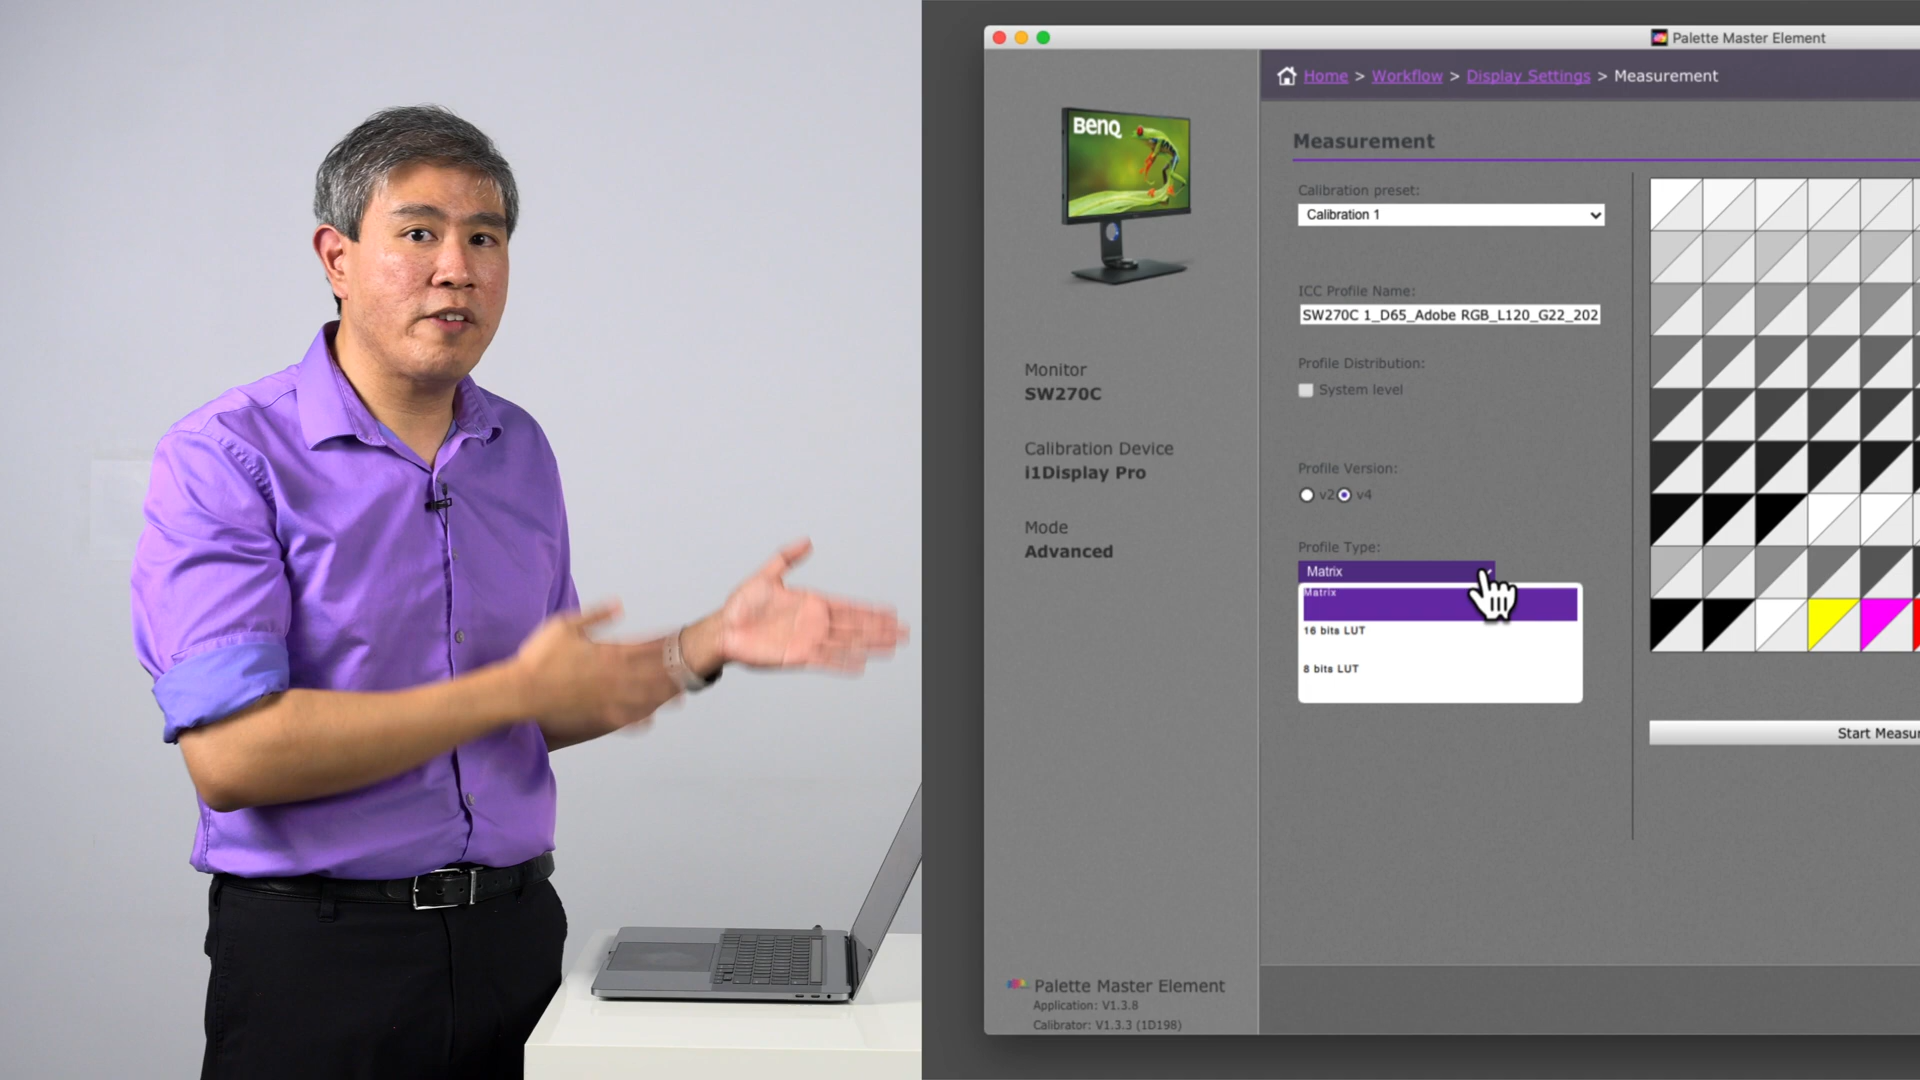 Palette Master Element
Home > Workflow > Display Settings > Measurement
BenQ
Monitor
SW270C
Calibration Device
i1Display Pro
Mode
Advanced
Palette Master Element
Application: V1.3.8
Calibrator: V1.3.3 (1D198)
Measurement
Calibration preset:
Calibration 1
ICC Profile Name:
SW270C 1_D65_Adobe RGB_L120_G22_202
Profile Distribution:
System level
Profile Version:
v2 v4
Profile Type:
Matrix
Matrix
16 bits LUT
8 bits LUT
Start Measur